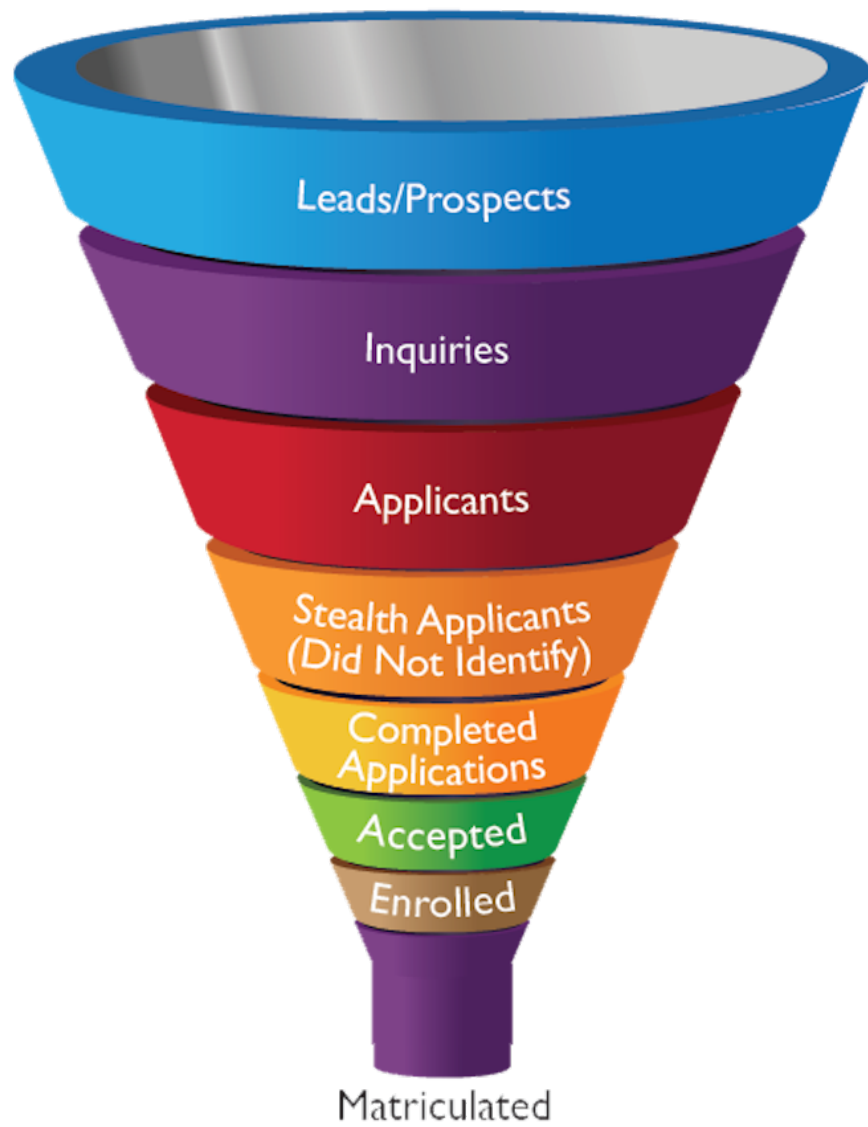 Leads/Prospects
Inquiries
Applicants
Stealth Applicants
(Did Not Identify)
Completed
Applications
Accepted
Enrolled
Matriculated